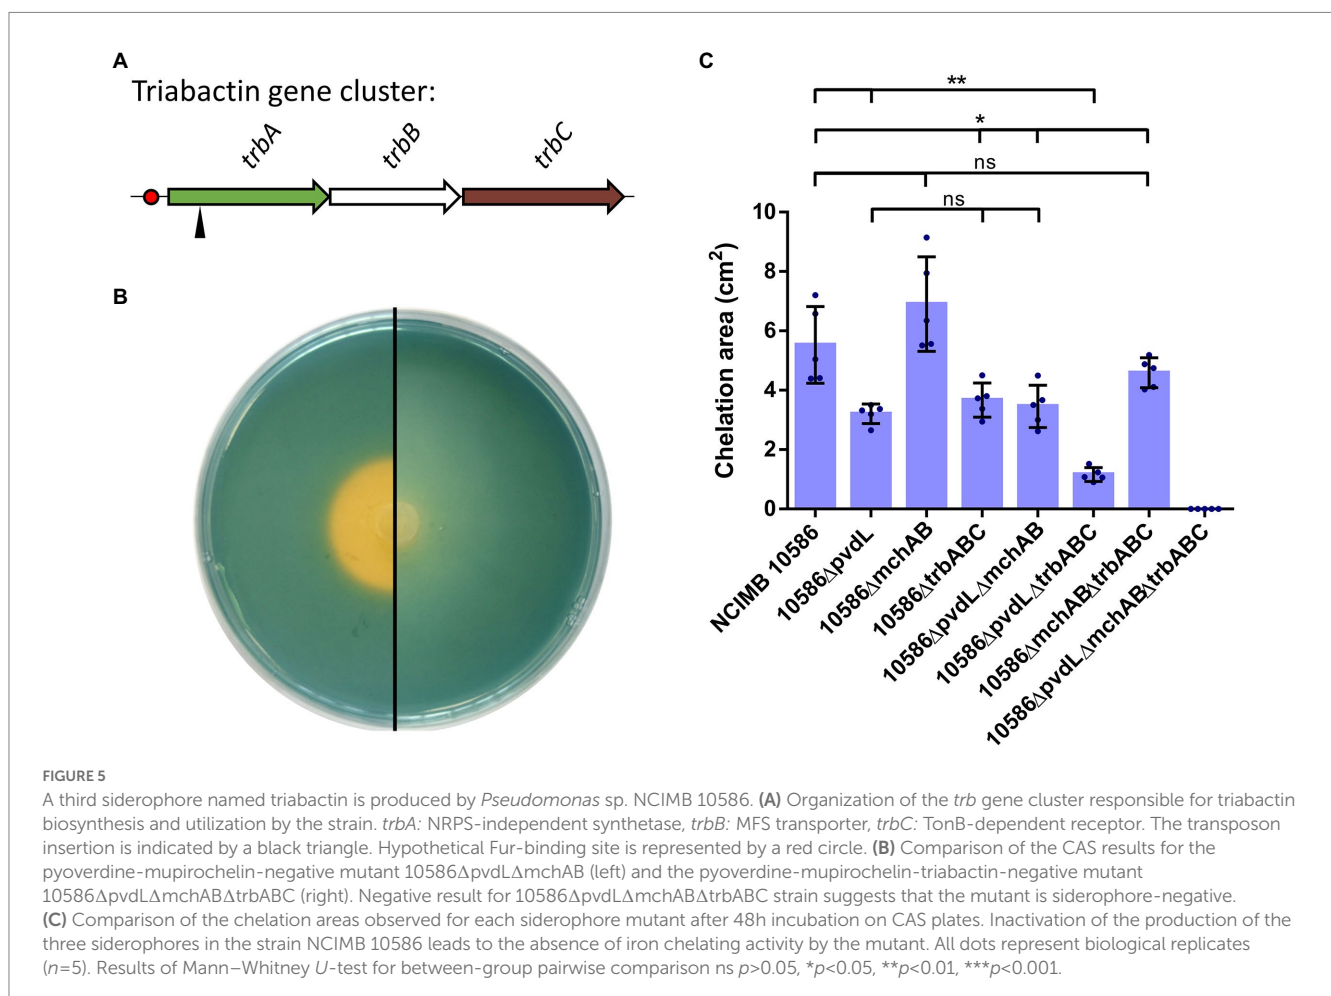 A
Triabactin gene cluster:
trbA
trbB
trbC
B
C
**
*
ns
ns
Chelation area (cm2)
10
8
6
4
2
0
NCIMB 10586
10586ΔpvdL
10586ΔmchAB
10586ΔtrbABC
10586ΔpvdLΔmchAB
10586ΔpvdLΔtrbABC
10586ΔmchABΔtrbABC
10586ΔpvdLΔmchABΔtrbABC
FIGURE 5
A third siderophore named triabactin is produced by Pseudomonas sp. NCIMB 10586. (A) Organization of the trb gene cluster responsible for triabactin
biosynthesis and utilization by the strain. trbA: NRPS-independent synthetase, trbB: MFS transporter, trbC: TonB-dependent receptor. The transposon
insertion is indicated by a black triangle. Hypothetical Fur-binding site is represented by a red circle. (B) Comparison of the CAS results for the
pyoverdine-mupirochelin-negative mutant 10586ΔpvdLΔmchAB (left) and the pyoverdine-mupirochelin-triabactin-negative mutant
10586ΔpvdLΔmchABΔtrbABC (right). Negative result for 10586ΔpvdLΔmchABΔtrbABC strain suggests that the mutant is siderophore-negative.
(C) Comparison of the chelation areas observed for each siderophore mutant after 48h incubation on CAS plates. Inactivation of the production of the
three siderophores in the strain NCIMB 10586 leads to the absence of iron chelating activity by the mutant. All dots represent biological replicates
(n=5). Results of Mann–Whitney U-test for between-group pairwise comparison ns p>0.05, *p<0.05, **p<0.01, ***p<0.001.